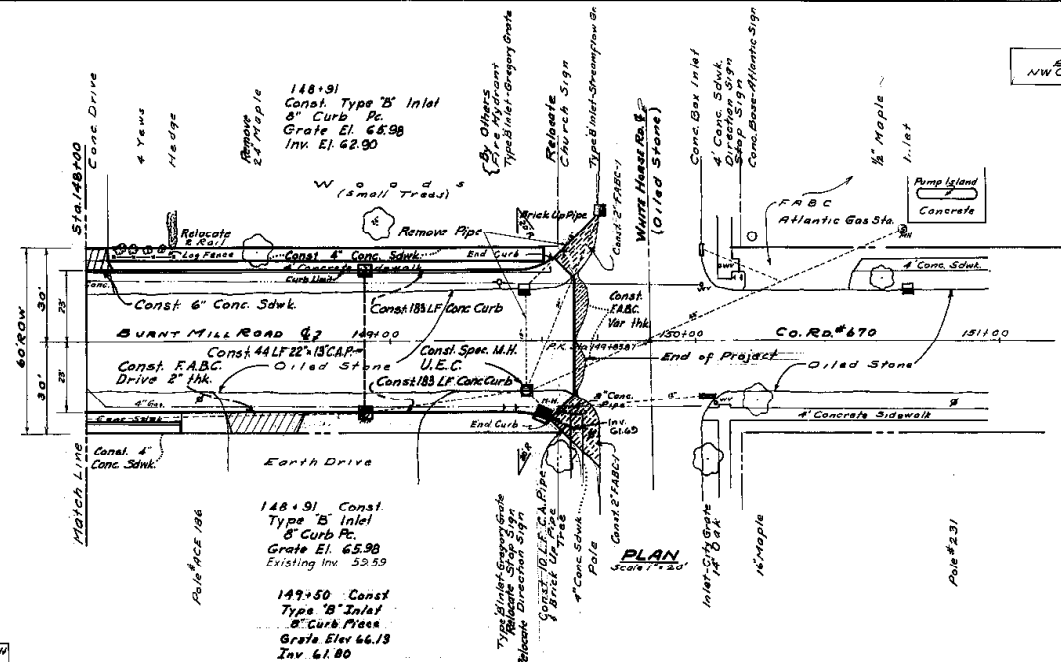 Sta. 148+00
Conc. Drive
4 Yews
Hedge
Remove
24" Maple
148+91
Const. Type "B" Inlet
8" Curb Pc.
Grate El. 65.98
Inv. El. 62.90
{By Others
Fire Hydrant
Type B Inlet-Gregory Grate
Relocate
Church Sign
Type B Inlet-Streamflow Gr.
Const. 2" FABC-1
WHITE HORSE RD. ℄
(Oiled Stone)
Conc. Box Inlet
4' Conc. Sdwk.
Direction Sign
Stop Sign
Conc. Base-Atlantic Sign
Maple
Inlet
NW C
Woods
(Small Trees)
Pump Island
Concrete
F.A.B.C.
Atlantic Gas Sta.
Brick Up Pipe
Remove Pipe
Relocate
R. Rail
Log Fence
Const. 4" Conc. Sdwk.
End Curb
4' Concrete Sidewalk
Curb Limit
4' Conc. Sdwk.
Conc.
Const. 6" Conc. Sdwk.
Const. 183 LF Conc Curb
Const.
F.A.B.C.
Var thk.
60' ROW
30'
23'
BURNT MILL ROAD ℄
149+00
150+00
CO. RD. #670
151+00
Const. 44 LF 22"x13" C.A.P.
Const. Spec. M.H.
U.E.C.
End of Project
30'
23'
Const. F.A.B.C.
Drive 2" thk.
Oiled Stone
Const 183 LF Conc Curb
Oiled Stone
4" Gas
8" Conc.
Pipe
4' Concrete Sidewalk
M.H.
End Curb
Inv.
61.69
Const. 4"
Conc. Sdwk.
Earth Drive
Match Line
Pole # ACE 186
148+91 Const.
Type "B" Inlet
8" Curb Pc.
Grate El. 65.98
Existing Inv. 59.59
149+50 Const
Type "B" Inlet
8" Curb Piece
Grate Elev 66.13
Inv 61.80
Type B Inlet-Gregory Grate
Relocate Stop Sign
Relocate Direction Sign
Const. 10 L.F. C.A. Pipe
& Brick Up Pipe
Tree
4" Conc. Sdwk
Pole
Const. 2" FABC-1
PLAN
Scale 1" = 20'
Inlet-City Grate
14" Oak
16" Maple
Pole #231